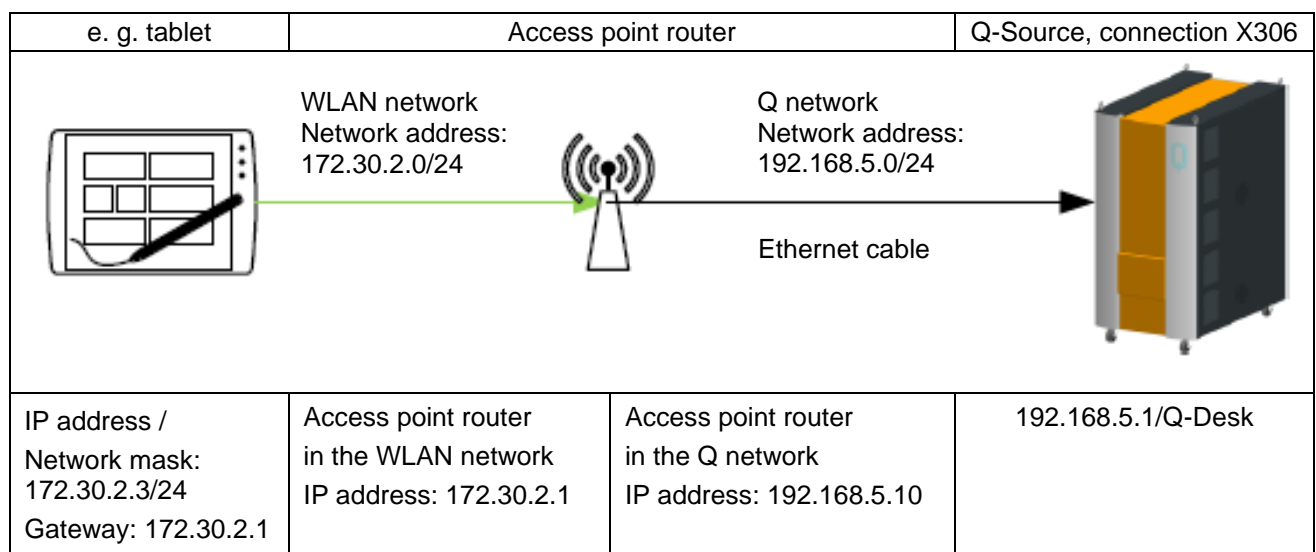 e. g. tablet
Access point router
Q-Source, connection X306
WLAN network
Network address:
172.30.2.0/24
Q network
Network address:
192.168.5.0/24
Ethernet cable
IP address /
Network mask:
172.30.2.3/24
Gateway: 172.30.2.1
Access point router
in the WLAN network
IP address: 172.30.2.1
Access point router
in the Q network
IP address: 192.168.5.10
192.168.5.1/Q-Desk